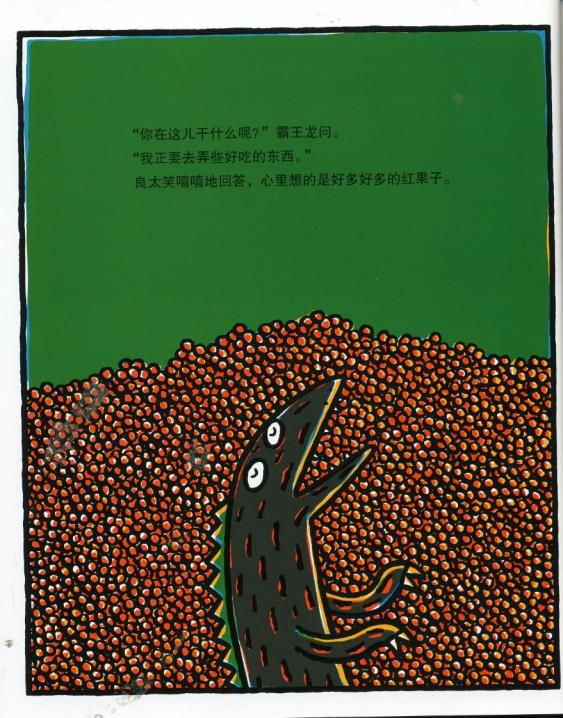 “你在这儿干什么呢？”霸王龙问。
“我正要去弄些好吃的东西。”
良太笑嘻嘻地回答，心里想的是好多好多的红果子。